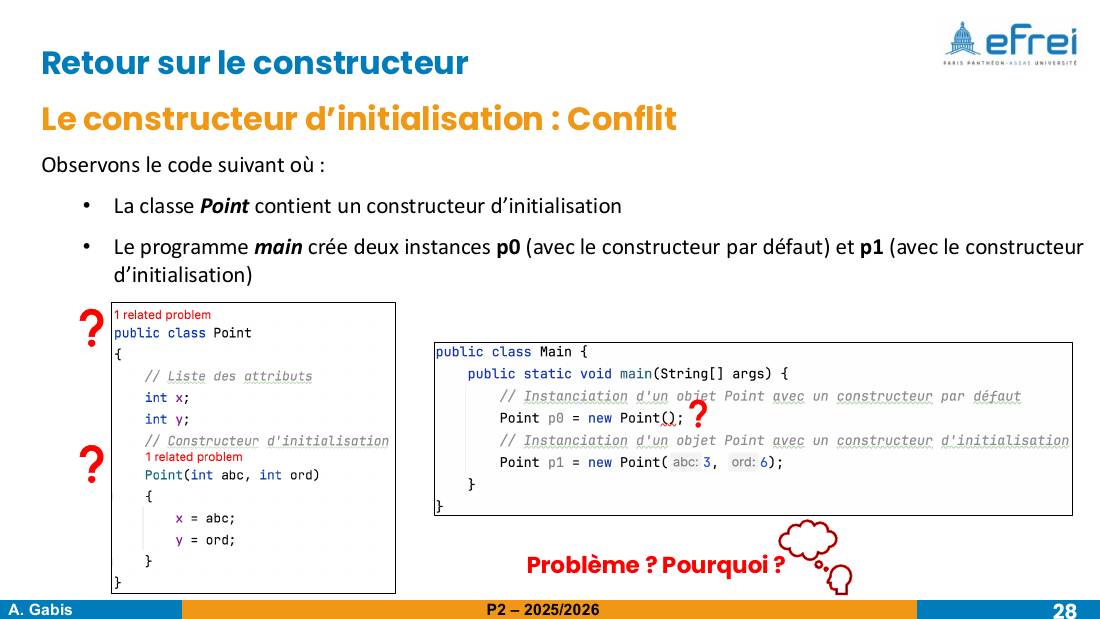 efrei
PARIS PANTHÉON-ASSAS UNIVERSITÉ
Retour sur le constructeur
Le constructeur d’initialisation : Conflit
Observons le code suivant où :
• La classe Point contient un constructeur d’initialisation
• Le programme main crée deux instances p0 (avec le constructeur par défaut) et p1 (avec le constructeur
d’initialisation)
?
1 related problem
public class Point
{
// Liste des attributs
int x;
int y;
// Constructeur d'initialisation
?
1 related problem
Point(int abc, int ord)
{
x = abc;
y = ord;
}
}
public class Main {
public static void main(String[] args) {
// Instanciation d'un objet Point avec un constructeur par défaut
Point p0 = new Point(); ?
// Instanciation d'un objet Point avec un constructeur d'initialisation
Point p1 = new Point( abc: 3, ord: 6);
}
}
Problème ? Pourquoi ?
A. Gabis
P2 – 2025/2026
28